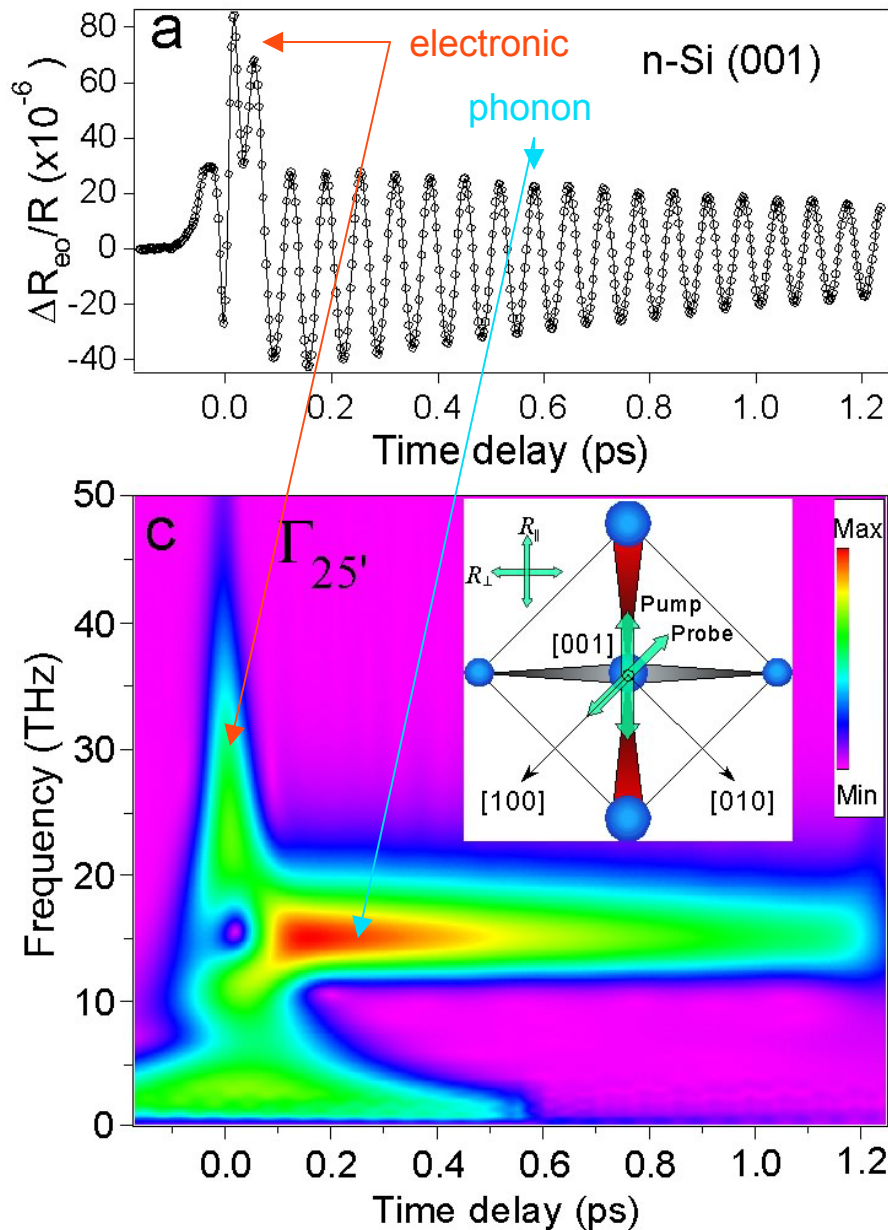 a
electronic
n-Si (001)
phonon
ΔR_eo/R (x10^-6)
80
60
40
20
0
-20
-40
0.0 0.2 0.4 0.6 0.8 1.0 1.2
Time delay (ps)
c
Γ_25'
Frequency (THz)
50
40
30
20
10
0
R_∥
R_⊥
Pump
Probe
[001]
[100]
[010]
Max
Min
0.0 0.2 0.4 0.6 0.8 1.0 1.2
Time delay (ps)